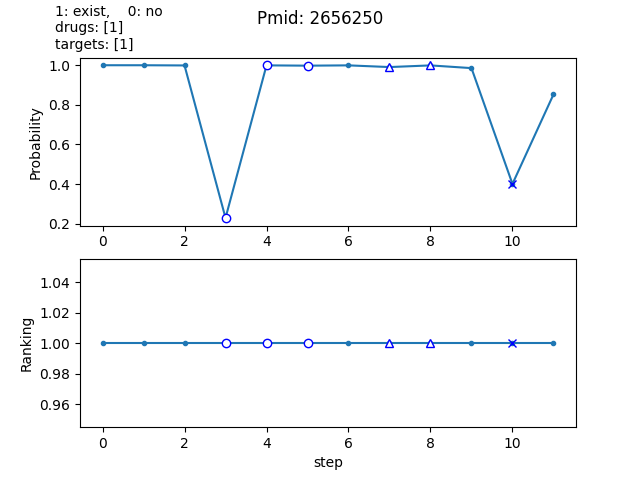 1: exist,    0: no
drugs: [1]
targets: [1]
Pmid: 2656250
1.0
0.8
0.6
0.4
0.2
Probability
0 2 4 6 8 10
1.04
1.02
1.00
0.98
0.96
Ranking
0 2 4 6 8 10
step